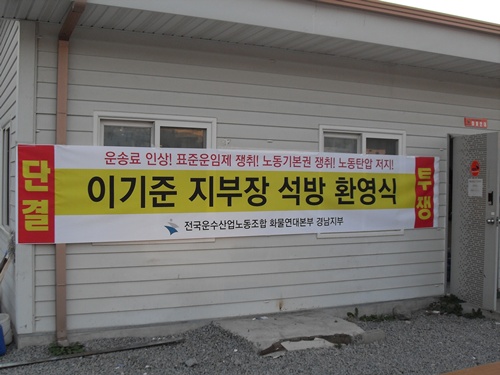 단결
운송료 인상! 표준운임제 쟁취! 노동기본권 쟁취! 노동탄압 저지!
이기준 지부장 석방 환영식
전국운수산업노동조합 화물연대본부 경남지부
투쟁